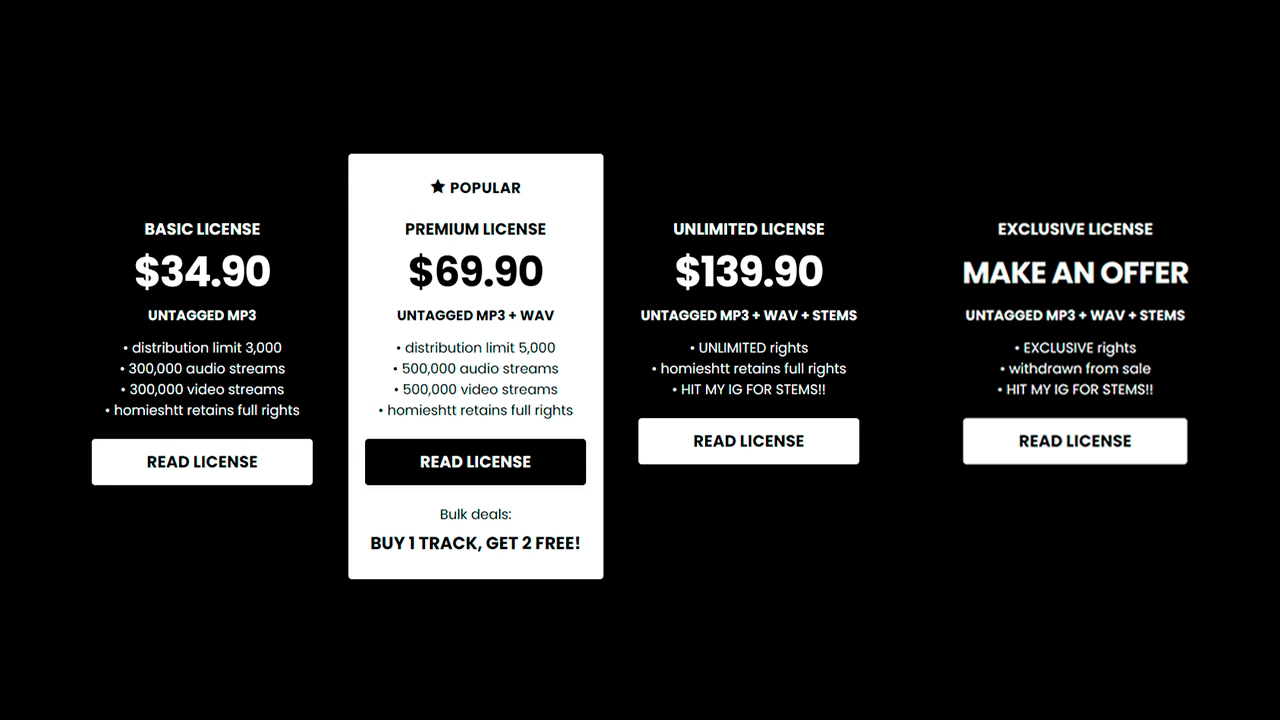 BASIC LICENSE
$34.90
UNTAGGED MP3
• distribution limit 3,000
• 300,000 audio streams
• 300,000 video streams
• homieshtt retains full rights
READ LICENSE
★ POPULAR
PREMIUM LICENSE
$69.90
UNTAGGED MP3 + WAV
• distribution limit 5,000
• 500,000 audio streams
• 500,000 video streams
• homieshtt retains full rights
READ LICENSE
Bulk deals:
BUY 1 TRACK, GET 2 FREE!
UNLIMITED LICENSE
$139.90
UNTAGGED MP3 + WAV + STEMS
• UNLIMITED rights
• homieshtt retains full rights
• HIT MY IG FOR STEMS!!
READ LICENSE
EXCLUSIVE LICENSE
MAKE AN OFFER
UNTAGGED MP3 + WAV + STEMS
• EXCLUSIVE rights
• withdrawn from sale
• HIT MY IG FOR STEMS!!
READ LICENSE